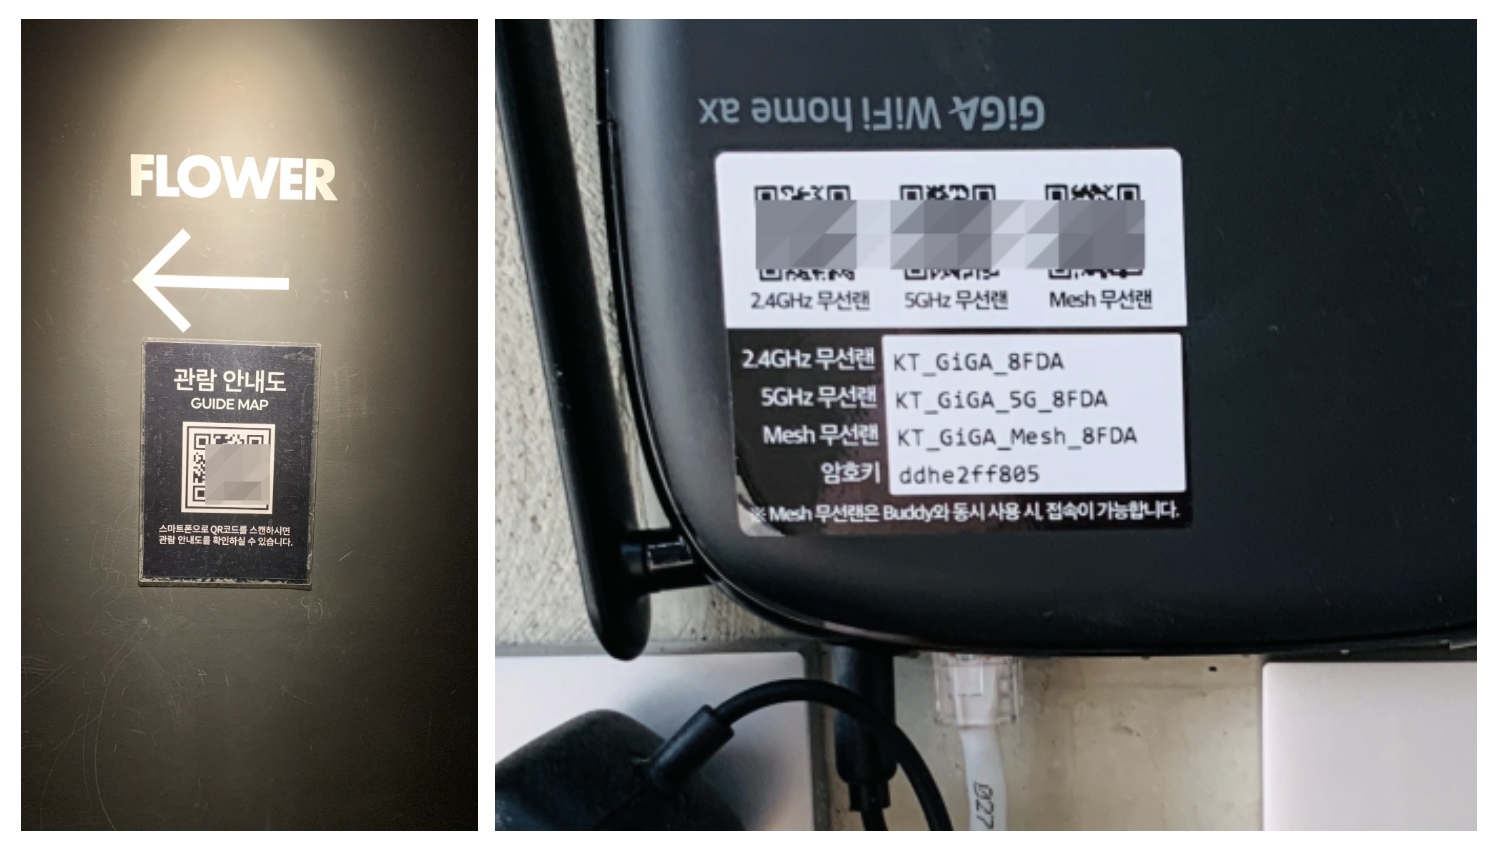 FLOWER
관람 안내도
GUIDE MAP
스마트폰으로 QR코드를 스캔하시면
관람 안내도를 확인하실 수 있습니다.
GiGA WiFi home ax
2.4GHz 무선랜 5GHz 무선랜 Mesh 무선랜
2.4GHz 무선랜 KT_GiGA_8FDA
5GHz 무선랜 KT_GiGA_5G_8FDA
Mesh 무선랜 KT_GiGA_Mesh_8FDA
암호키 ddhe2ff805
※ Mesh 무선랜은 Buddy와 동시 사용 시, 접속이 가능합니다.
027